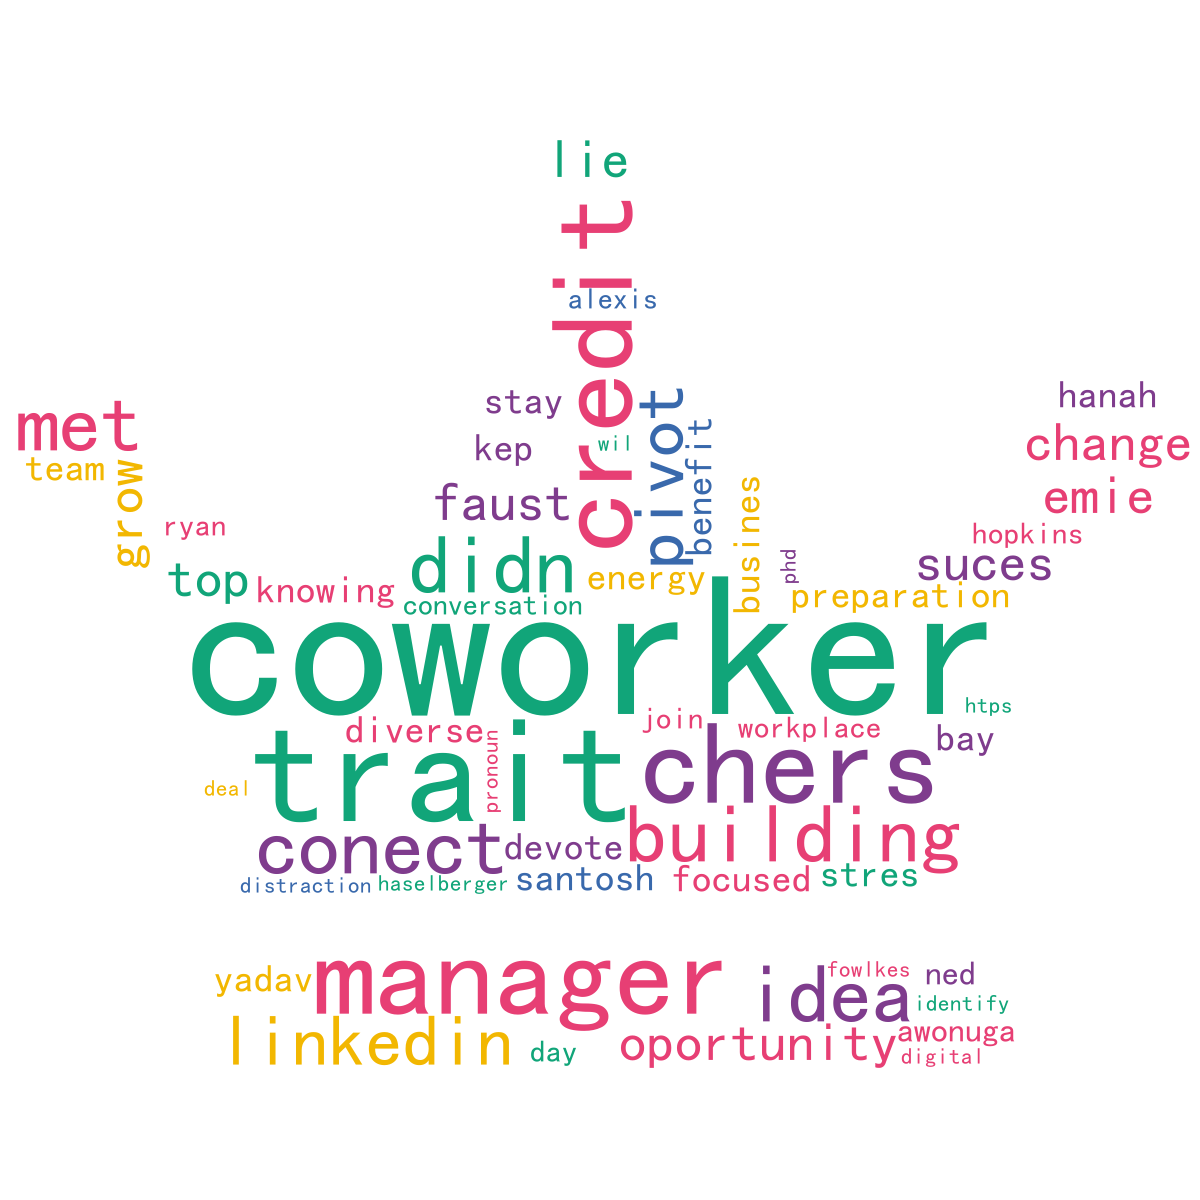 lie
credit
alexis
stay
pivot
hanah
met
kep
wil
benefit
change
team
grow
faust
busines
emie
ryan
didn
phd
hopkins
top
knowing
energy
suces
conversation
preparation
coworker
htps
diverse
join
workplace
bay
trait
pronoun
chers
deal
conect
devote
building
distraction
haselberger
santosh
focused
stres
yadav
manager
idea
fowlkes
ned
identify
linkedin
day
oportunity
awonuga
digital